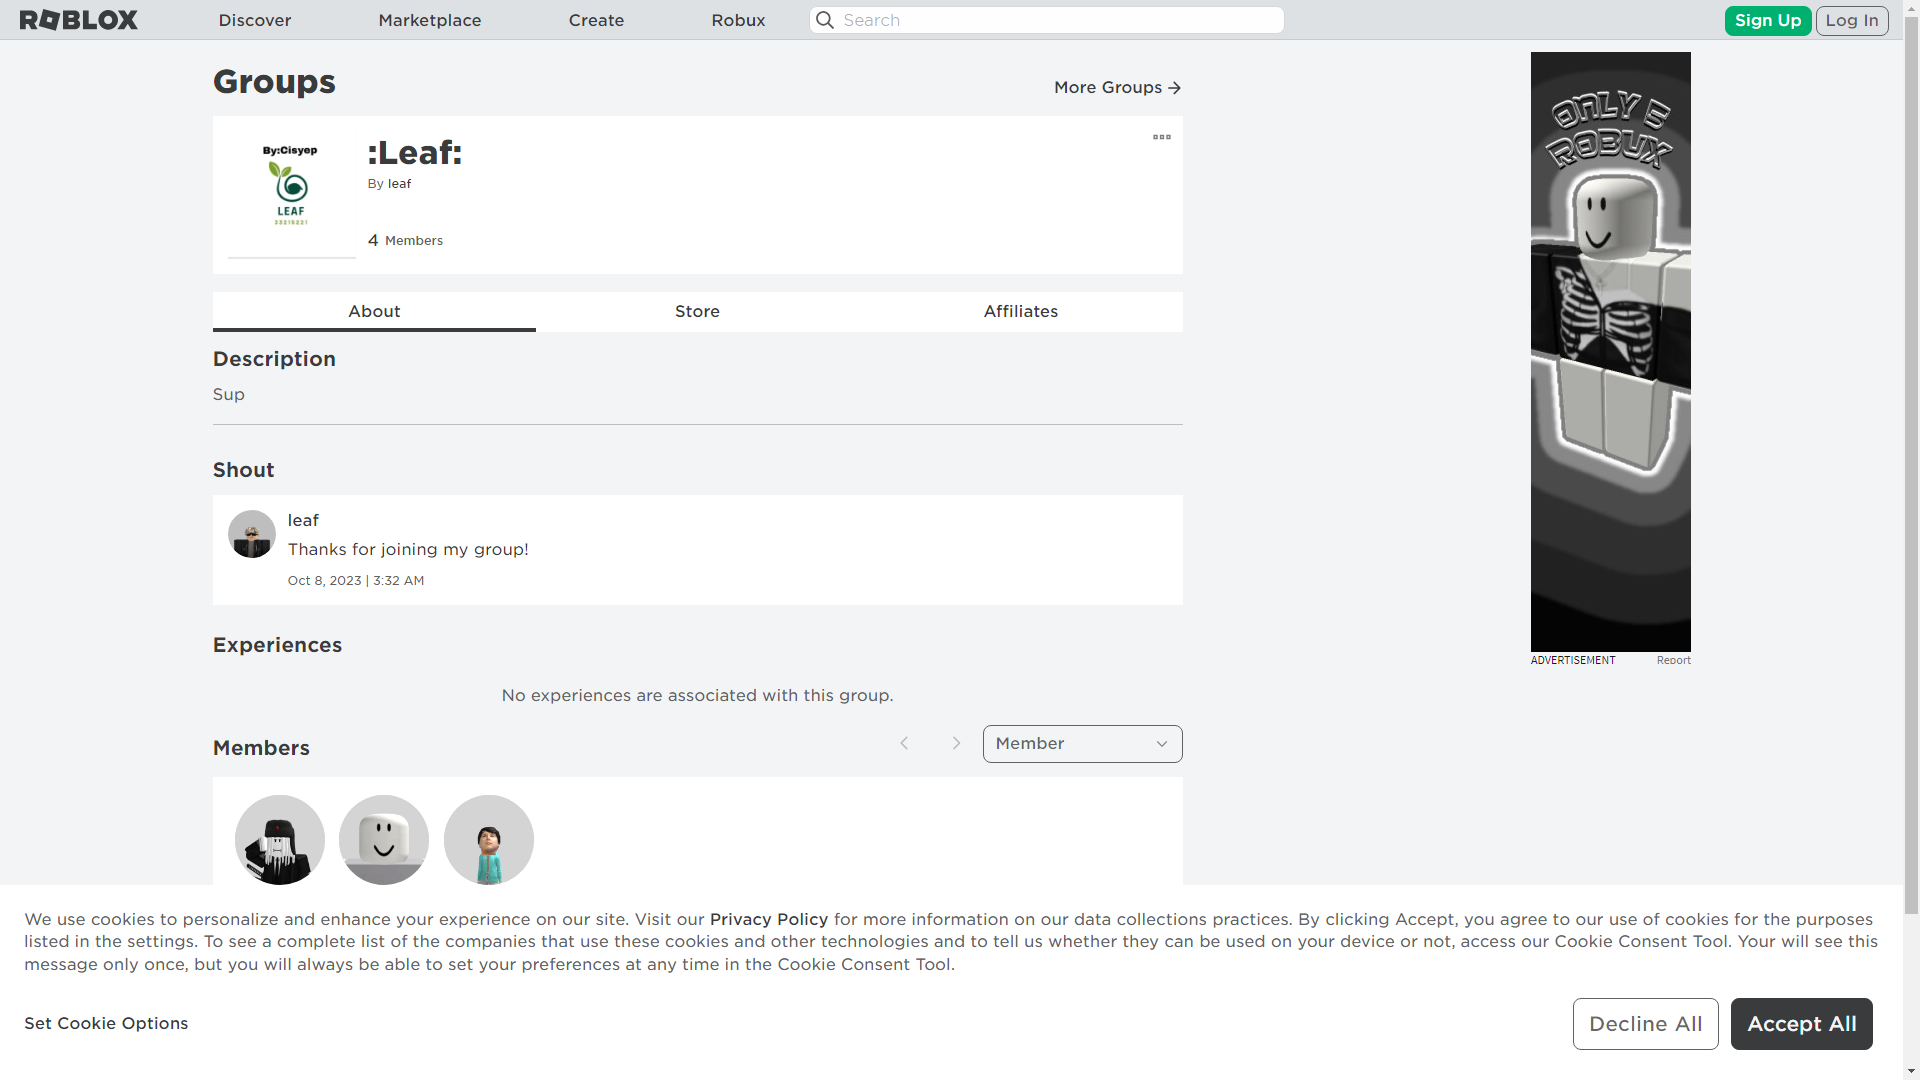 ROBLOX
Discover
Marketplace
Create
Robux
Search
Sign Up
Log In
Groups
More Groups
By:Cisyep
LEAF
:Leaf:
By leaf
4 Members
About
Store
Affiliates
Description
Sup
Shout
leaf
Thanks for joining my group!
Oct 8, 2023 | 3:32 AM
Experiences
No experiences are associated with this group.
Members
Member
ONLY 5
ROBUX
ADVERTISEMENT
Report
We use cookies to personalize and enhance your experience on our site. Visit our Privacy Policy for more information on our data collections practices. By clicking Accept, you agree to our use of cookies for the purposes
listed in the settings. To see a complete list of the companies that use these cookies and other technologies and to tell us whether they can be used on your device or not, access our Cookie Consent Tool. Your will see this
message only once, but you will always be able to set your preferences at any time in the Cookie Consent Tool.
Set Cookie Options
Decline All
Accept All